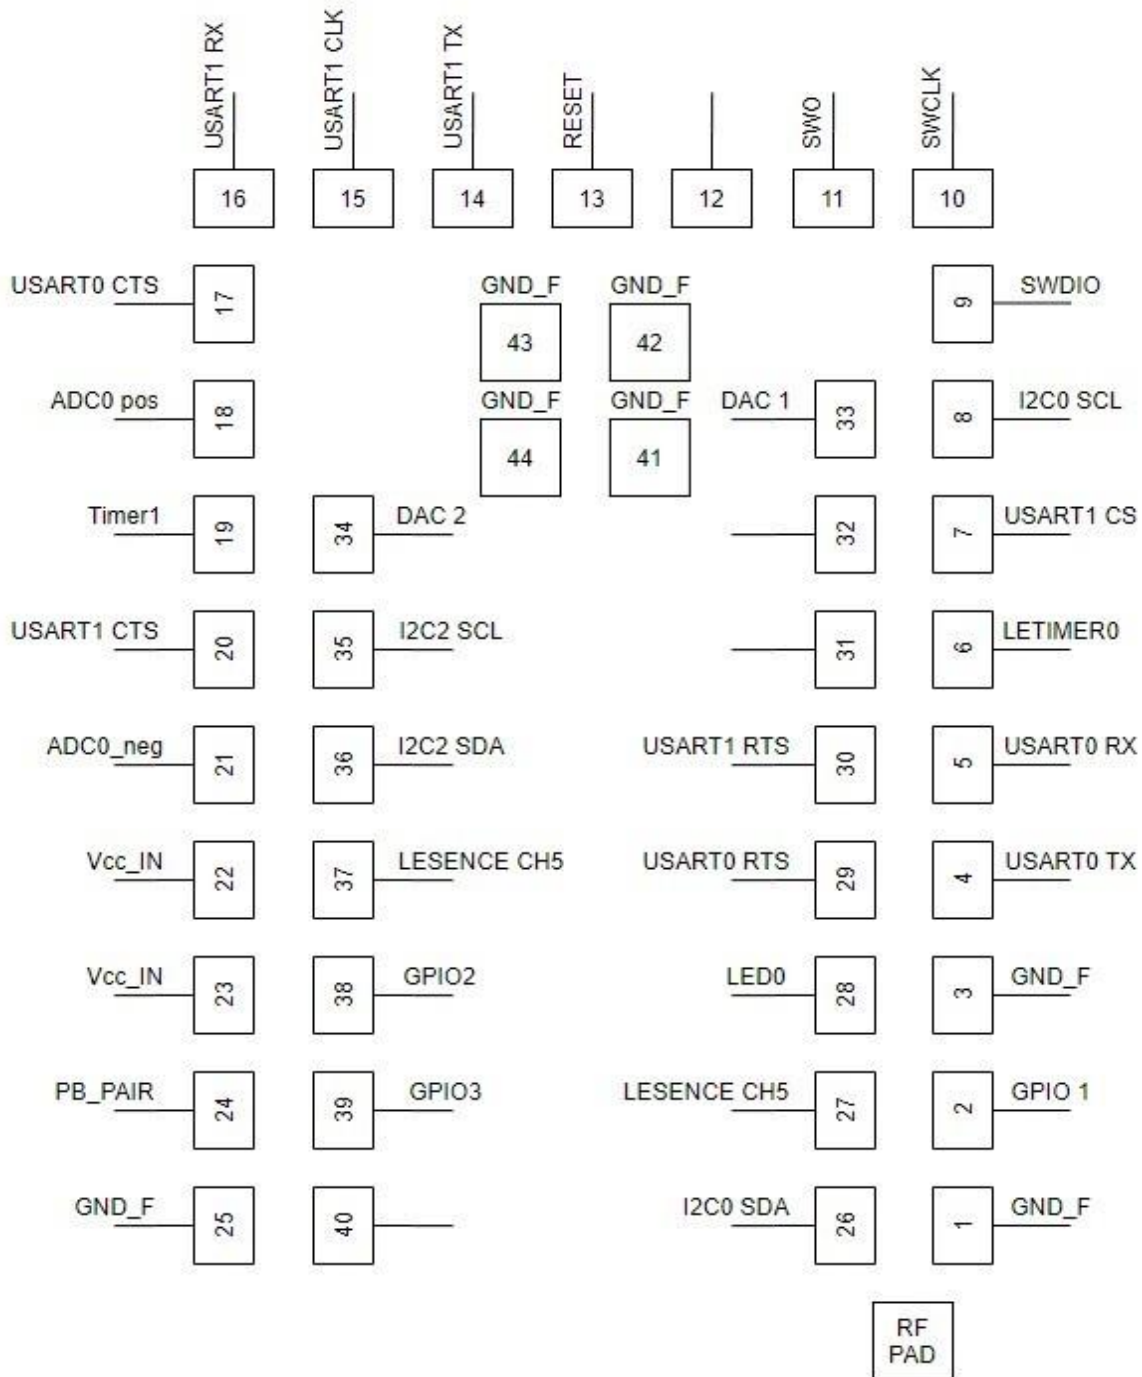 USART1 RX
USART1 CLK
USART1 TX
RESET
SWO
SWCLK
16
15
14
13
12
11
10
USART0 CTS
17
GND_F
GND_F
9
SWDIO
43
42
ADC0 pos
18
GND_F
GND_F
DAC 1
33
8
I2C0 SCL
44
41
Timer1
19
34
DAC 2
32
7
USART1 CS
USART1 CTS
20
35
I2C2 SCL
31
6
LETIMER0
ADC0_neg
21
36
I2C2 SDA
USART1 RTS
30
5
USART0 RX
Vcc_IN
22
37
LESENCE CH5
USART0 RTS
29
4
USART0 TX
Vcc_IN
23
38
GPIO2
LED0
28
3
GND_F
PB_PAIR
24
39
GPIO3
LESENCE CH5
27
2
GPIO 1
GND_F
25
40
I2C0 SDA
26
1
GND_F
RF
PAD